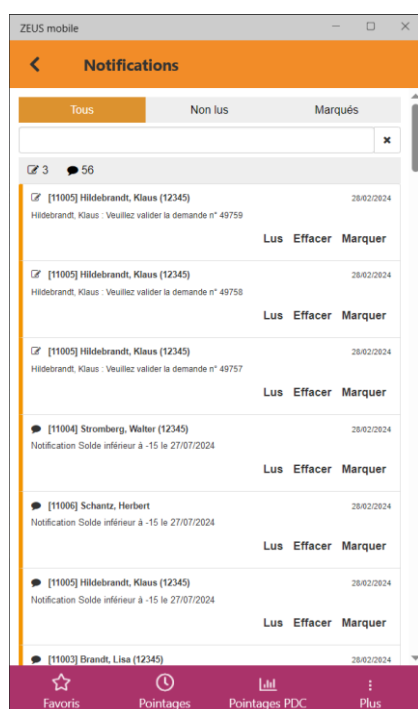 ZEUS mobile
Notifications
Tous Non lus Marqués
3 56
[11005] Hildebrandt, Klaus (12345) 28/02/2024
Hildebrandt, Klaus : Veuillez valider la demande n° 49759
Lus Effacer Marquer
[11005] Hildebrandt, Klaus (12345) 28/02/2024
Hildebrandt, Klaus : Veuillez valider la demande n° 49758
Lus Effacer Marquer
[11005] Hildebrandt, Klaus (12345) 28/02/2024
Hildebrandt, Klaus : Veuillez valider la demande n° 49757
Lus Effacer Marquer
[11004] Stromberg, Walter (12345) 28/02/2024
Notification Solde inférieur à -15 le 27/07/2024
Lus Effacer Marquer
[11006] Schantz, Herbert 28/02/2024
Notification Solde inférieur à -15 le 27/07/2024
Lus Effacer Marquer
[11005] Hildebrandt, Klaus (12345) 28/02/2024
Notification Solde inférieur à -15 le 27/07/2024
Lus Effacer Marquer
[11003] Brandt, Lisa (12345) 28/02/2024
Favoris Pointages Pointages PDC Plus